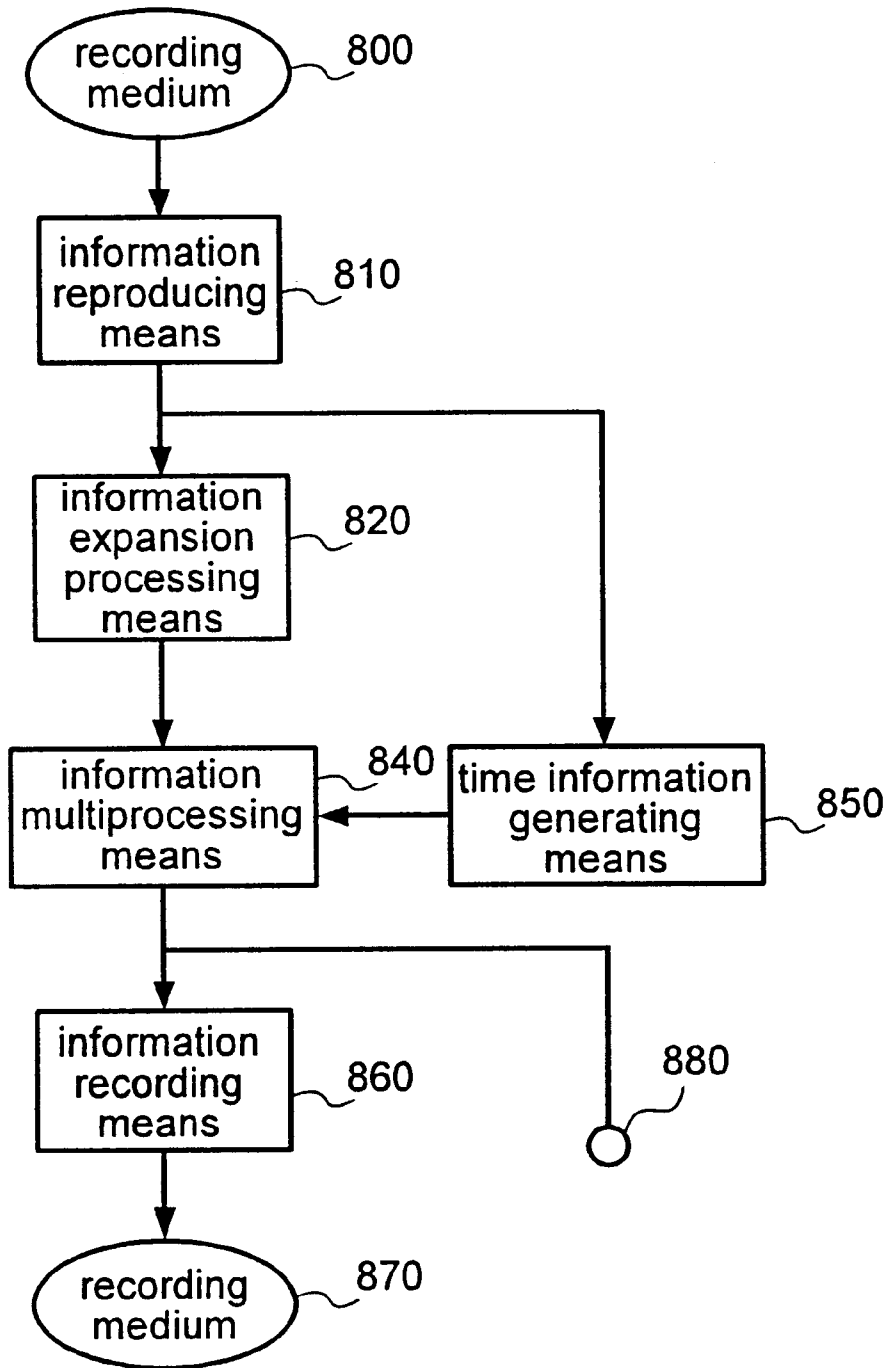 recording
medium
800
information
reproducing
means
810
information
expansion
processing
means
820
information
multiprocessing
means
840
time information
generating
means
850
information
recording
means
860
880
recording
medium
870